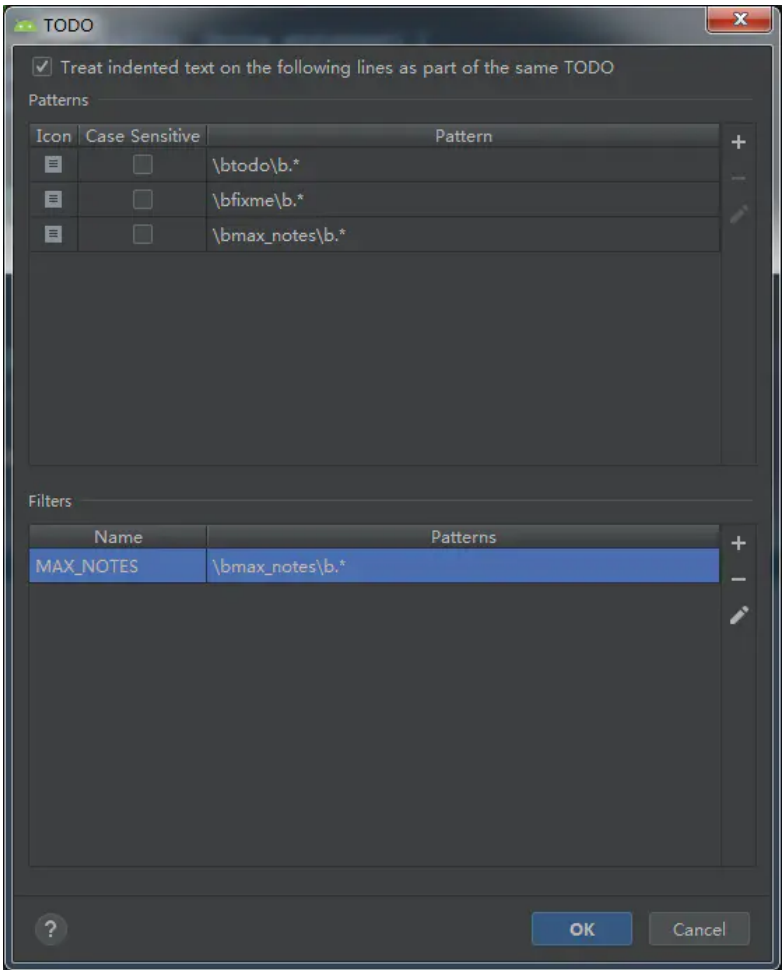 TODO
Treat indented text on the following lines as part of the same TODO
Patterns
Icon Case Sensitive Pattern
\btodo\b.*
\bfixme\b.*
\bmax_notes\b.*
Filters
Name Patterns
MAX_NOTES \bmax_notes\b.*
? OK Cancel